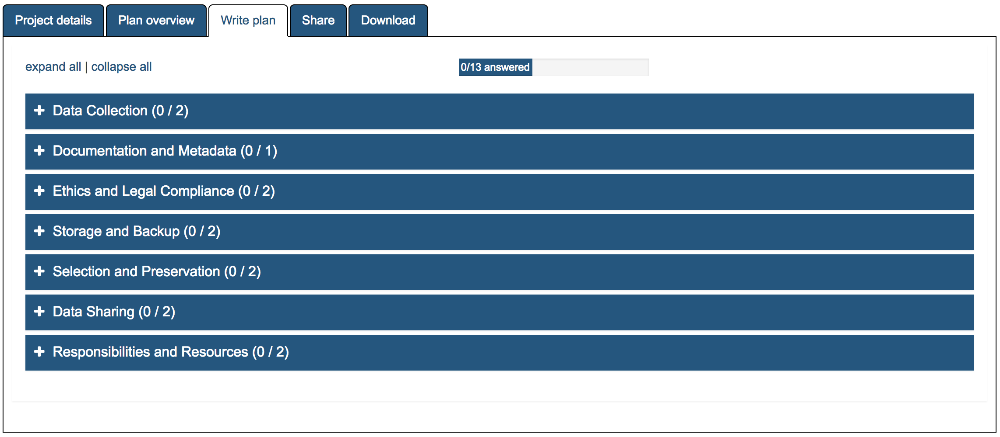 Project details Plan overview Write plan Share Download
expand all | collapse all 0/13 answered
Data Collection (0 / 2)
Documentation and Metadata (0 / 1)
Ethics and Legal Compliance (0 / 2)
Storage and Backup (0 / 2)
Selection and Preservation (0 / 2)
Data Sharing (0 / 2)
Responsibilities and Resources (0 / 2)